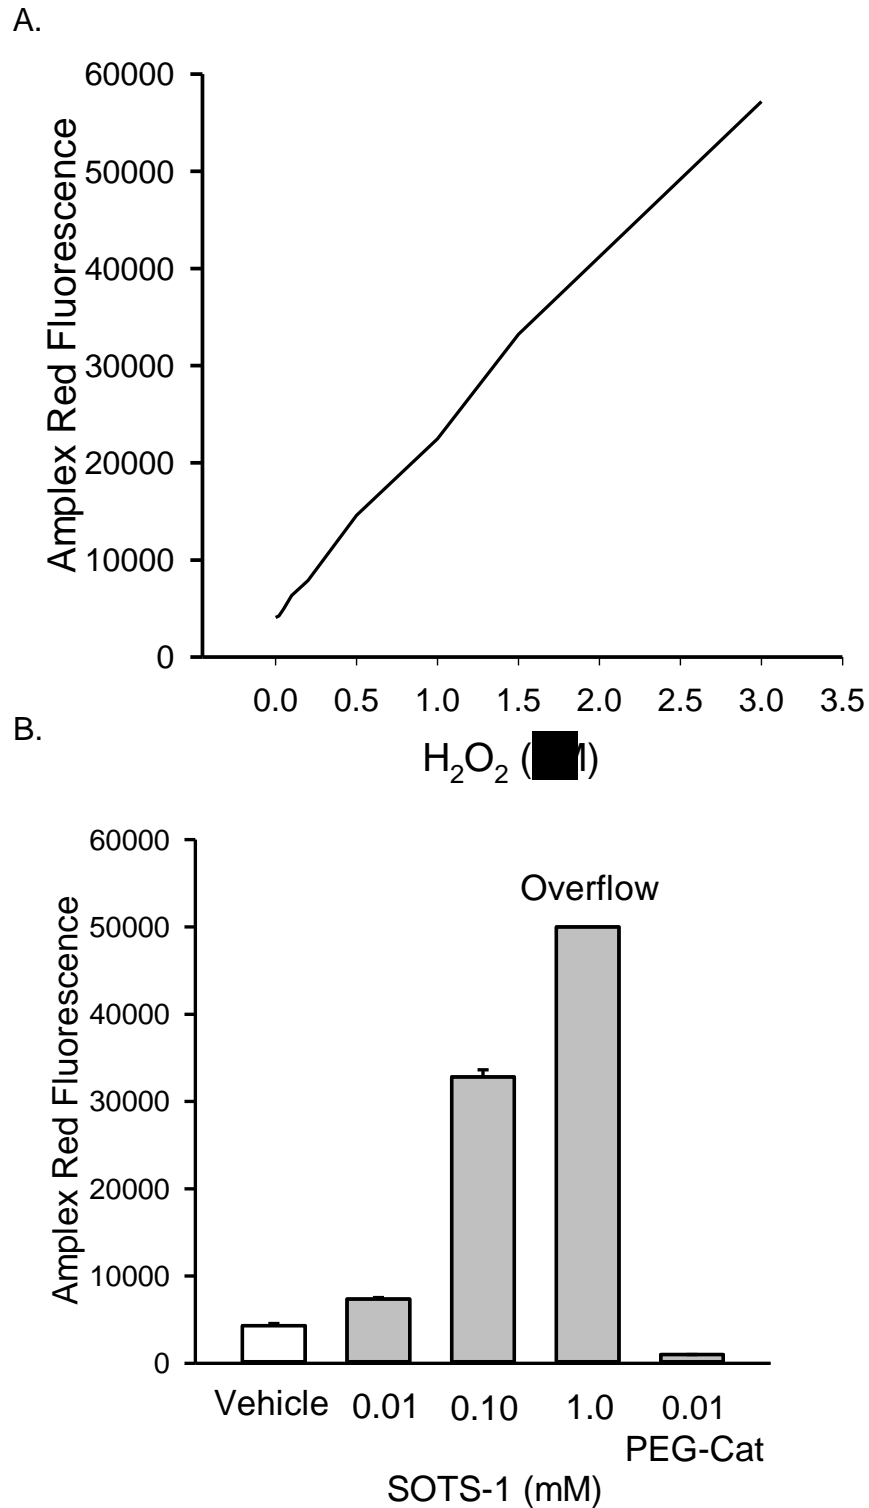 A.
60000
50000
40000
30000
20000
10000
0
Amplex Red Fluorescence
0.0 0.5 1.0 1.5 2.0 2.5 3.0 3.5
H₂O₂ (
B.
60000
50000
40000
30000
20000
10000
0
Amplex Red Fluorescence
Overflow
Vehicle 0.01 0.10 1.0 0.01
PEG-Cat
SOTS-1 (mM)